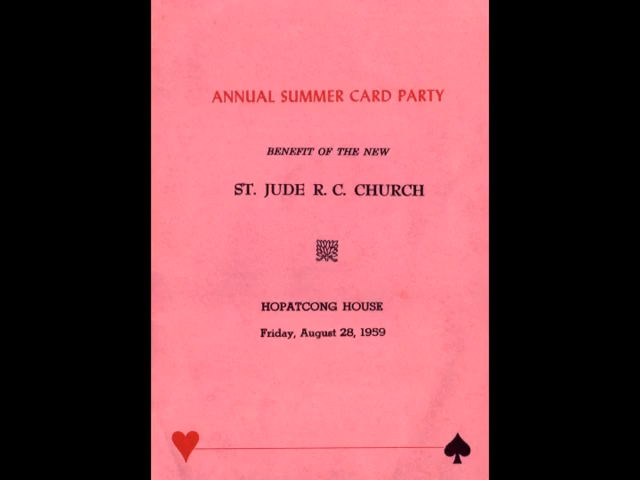 ANNUAL SUMMER CARD PARTY
BENEFIT OF THE NEW
ST. JUDE R. C. CHURCH
HOPATCONG HOUSE
Friday, August 28, 1959